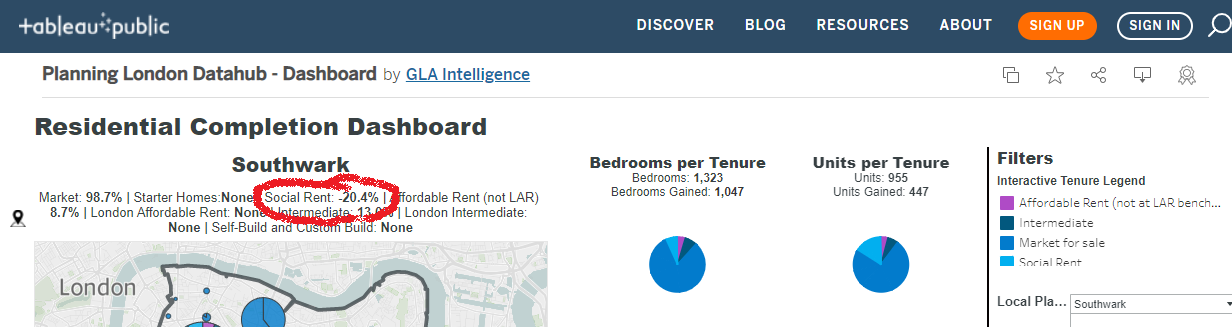 tableau public
DISCOVER BLOG RESOURCES ABOUT SIGN UP SIGN IN
Planning London Datahub - Dashboard by GLA Intelligence
Residential Completion Dashboard
Southwark
Market: 98.7% | Starter Homes:None Social Rent: -20.4% | Affordable Rent (not LAR)
8.7% | London Affordable Rent: None | Intermediate: 13.0% | London Intermediate:
None | Self-Build and Custom Build: None
London
Bedrooms per Tenure
Bedrooms: 1,323
Bedrooms Gained: 1,047
Units per Tenure
Units: 955
Units Gained: 447
Filters
Interactive Tenure Legend
Affordable Rent (not at LAR bench...
Intermediate
Market for sale
Social Rent
Local Pla... Southwark